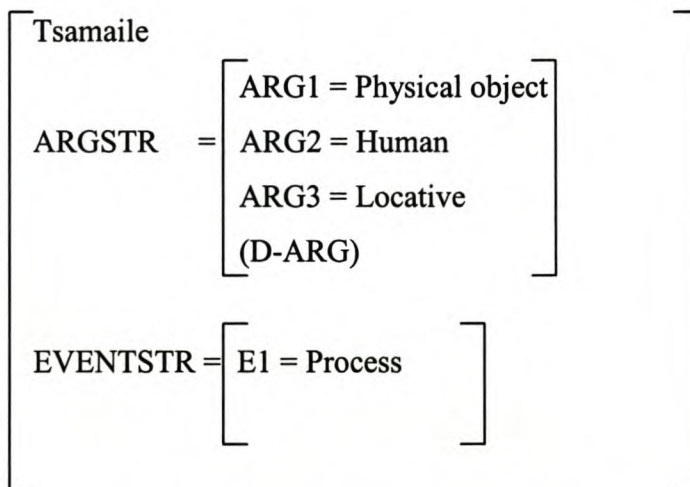 Tsamaile
ARG1 = Physical object
ARGSTR = ARG2 = Human
ARG3 = Locative
(D-ARG)
EVENTSTR = E1 = Process